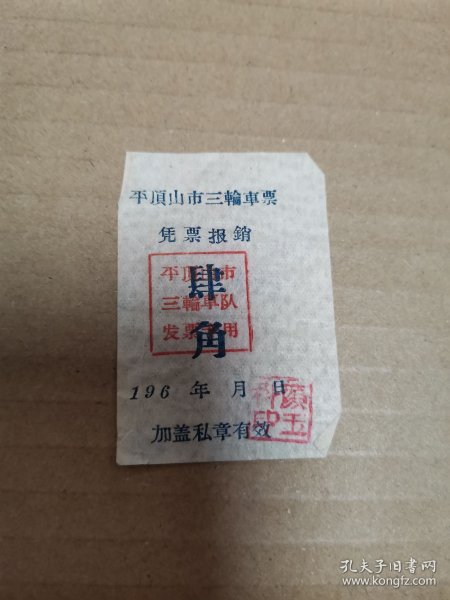 平頂山市三輪車票
凭票报銷
平頂山市
三輪車队
发票专用
肆角
196 年 月 日
加盖私章有效
孔夫子旧书网
www.kongfz.com